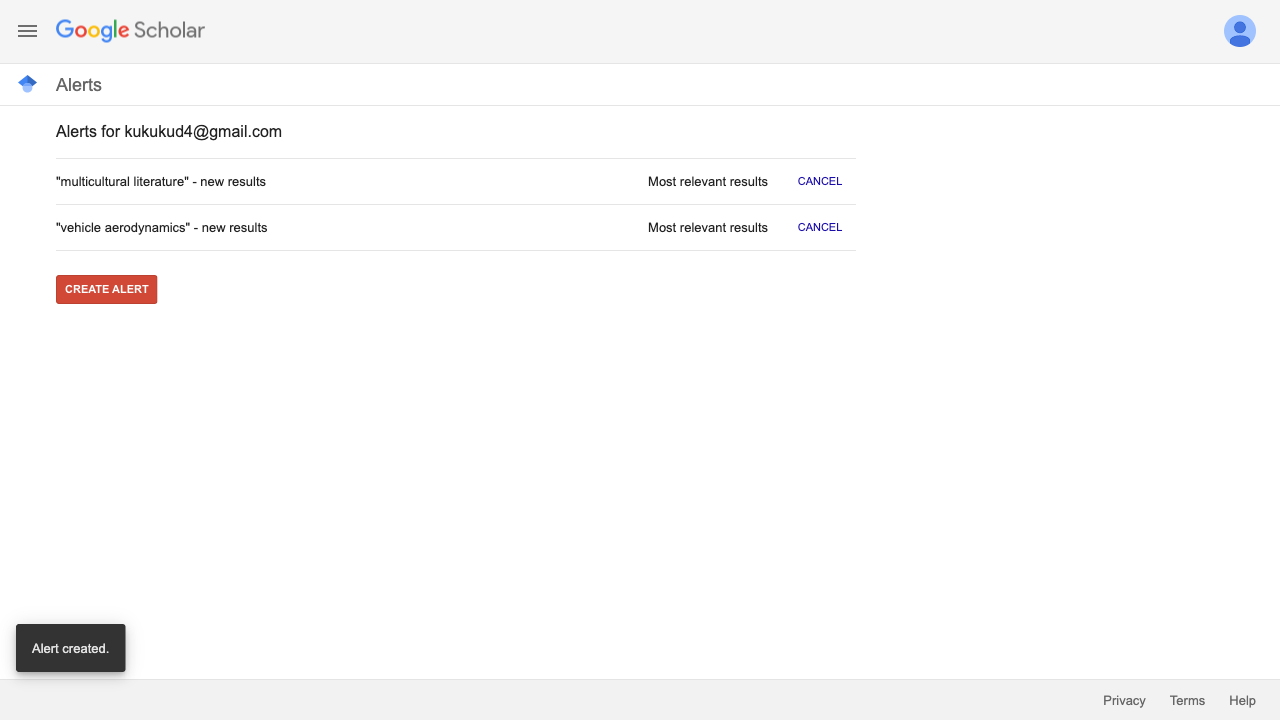 Google Scholar
Alerts
Alerts for kukukud4@gmail.com
"multicultural literature" - new results Most relevant results CANCEL
"vehicle aerodynamics" - new results Most relevant results CANCEL
CREATE ALERT
Alert created.
Privacy Terms Help